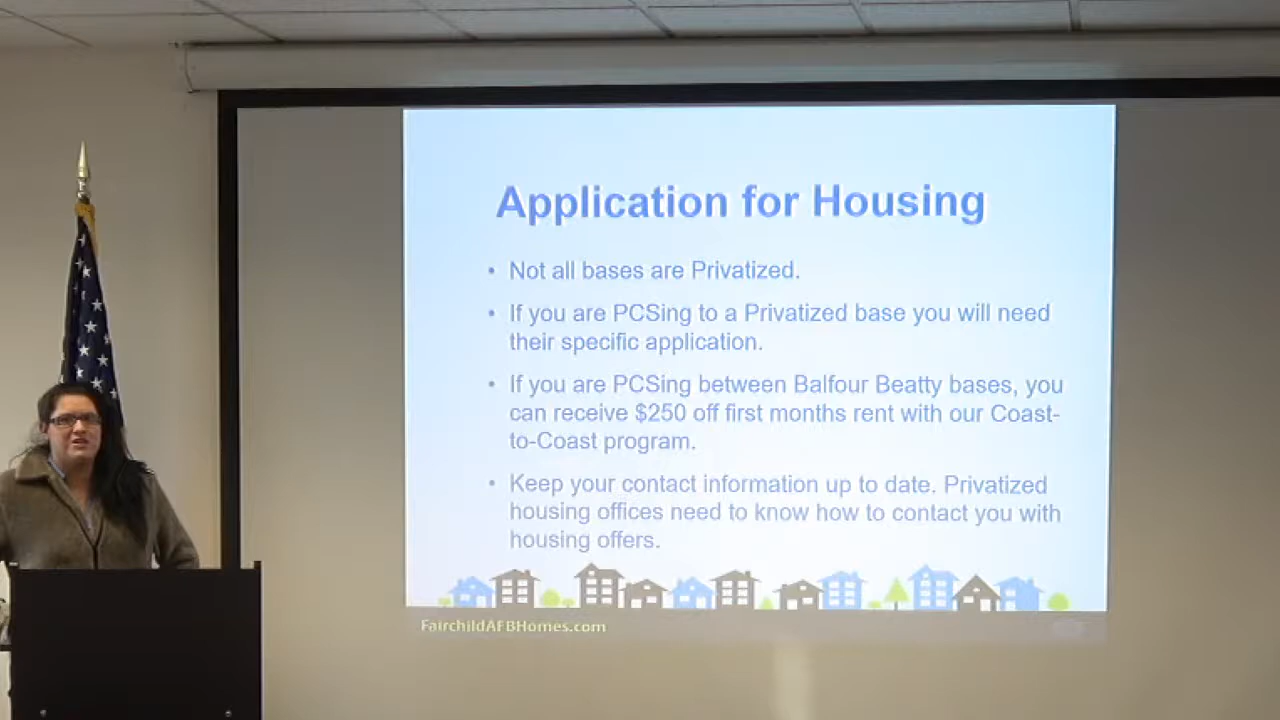 Application for Housing
• Not all bases are Privatized.
• If you are PCSing to a Privatized base you will need
their specific application.
• If you are PCSing between Balfour Beatty bases, you
can receive $250 off first months rent with our Coast-
to-Coast program.
• Keep your contact information up to date. Privatized
housing offices need to know how to contact you with
housing offers.
FairchildAFBHomes.com